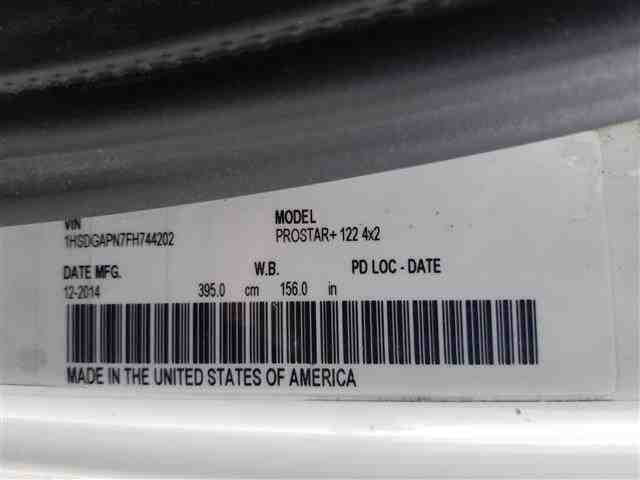 VIN MODEL
1HSDGAPN7FH744202 PROSTAR+ 122 4x2
DATE MFG. W.B. PD LOC - DATE
12-2014 395.0 cm 156.0 in
MADE IN THE UNITED STATES OF AMERICA